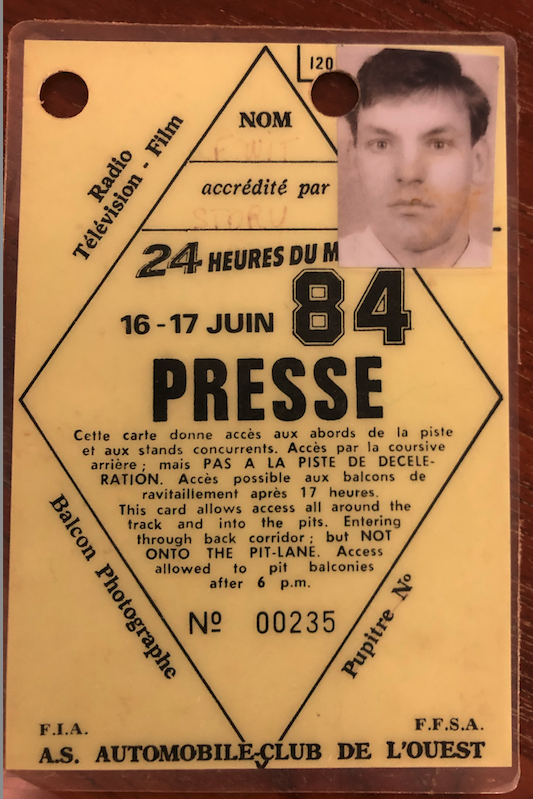 120
NOM
accrédité par
24 HEURES DU M
16-17 JUIN 84
PRESSE
Cette carte donne accès aux abords de la piste
et aux stands concurrents. Accès par la coursive
arrière ; mais PAS A LA PISTE DE DECELE-
RATION. Accès possible aux balcons de
ravitaillement après 17 heures.
This card allows access all around the
track and into the pits. Entering
through back corridor ; but NOT
ONTO THE PIT-LANE. Access
allowed to pit balconies
after 6 p.m.
Nº 00235
Radio
Télévision - Film
Balcon Photographe
Pupitre Nº
F.I.A.
F.F.S.A.
A.S. AUTOMOBILE-CLUB DE L'OUEST